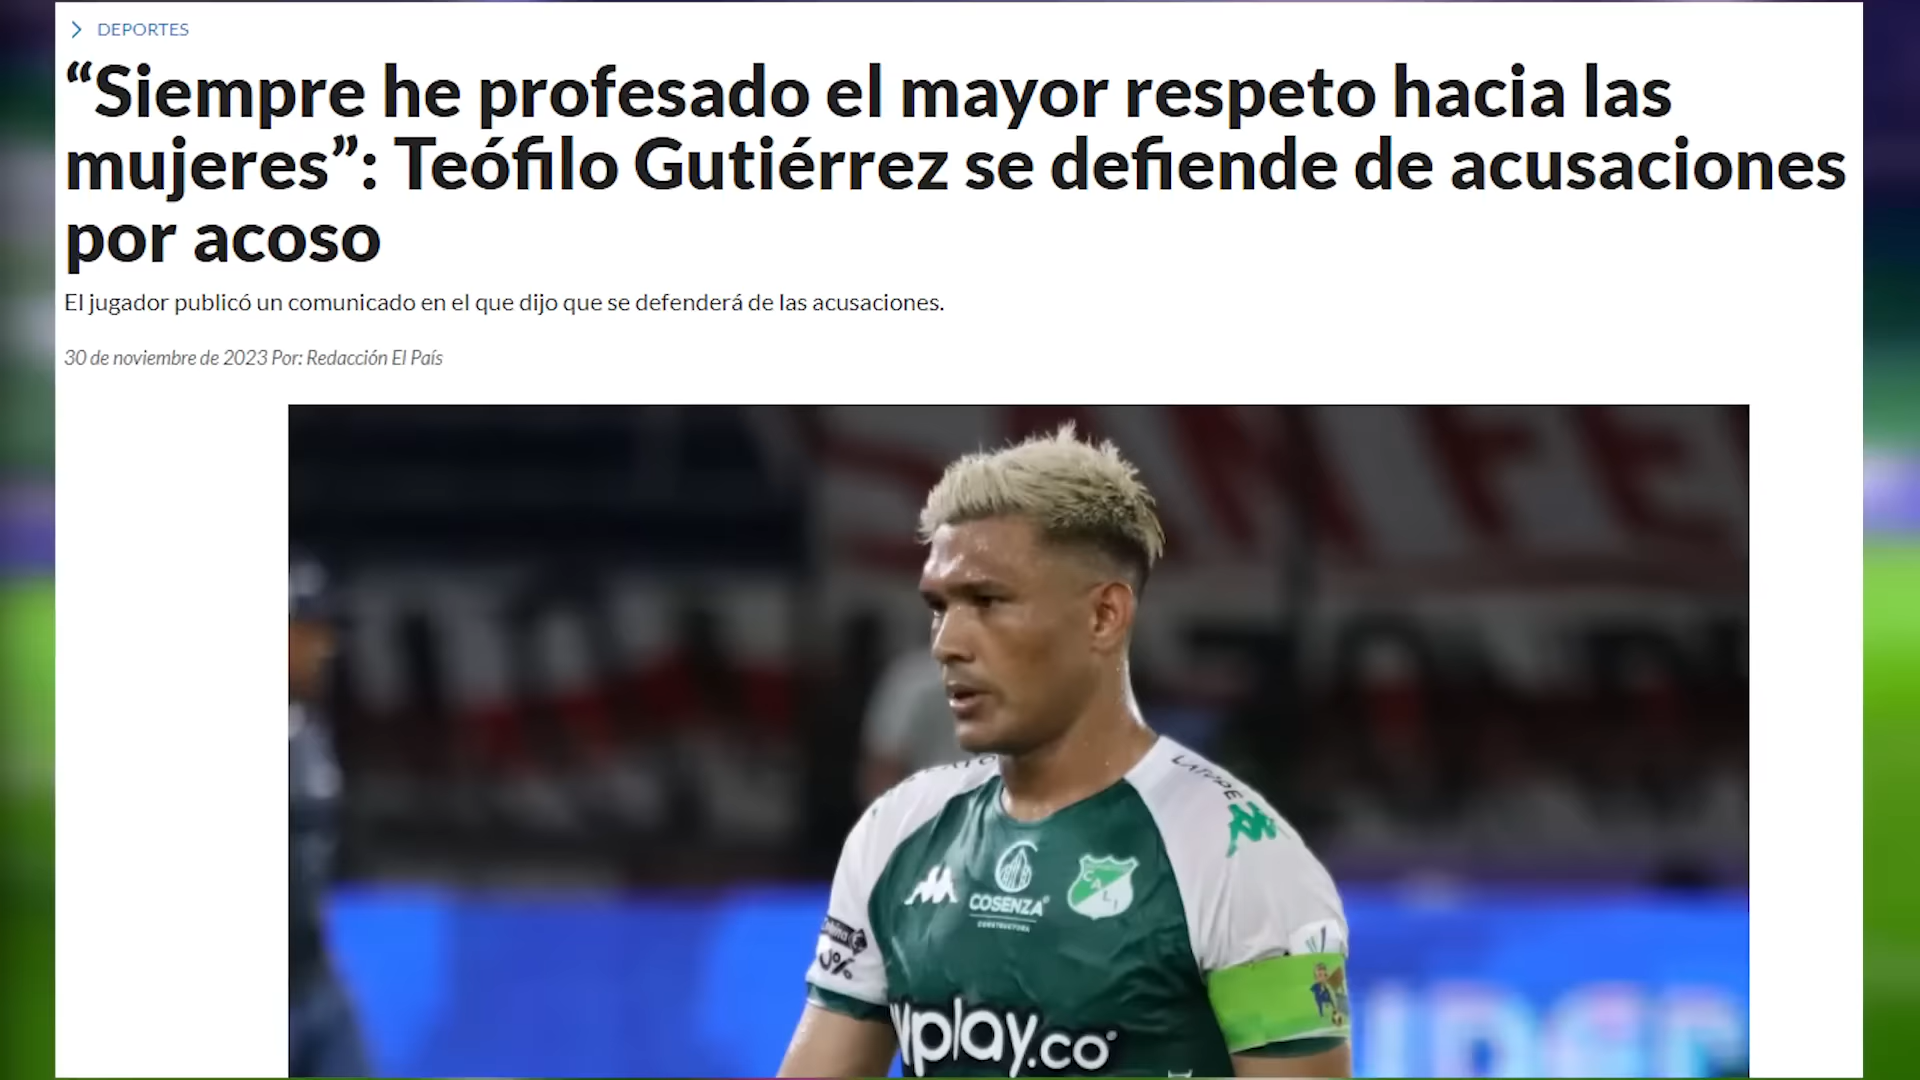 DEPORTES
“Siempre he profesado el mayor respeto hacia las
mujeres”: Teófilo Gutiérrez se defiende de acusaciones
por acoso
El jugador publicó un comunicado en el que dijo que se defenderá de las acusaciones.
30 de noviembre de 2023 Por: Redacción El País
COSENZA
CONSTRUCTORA
CALI
play.co